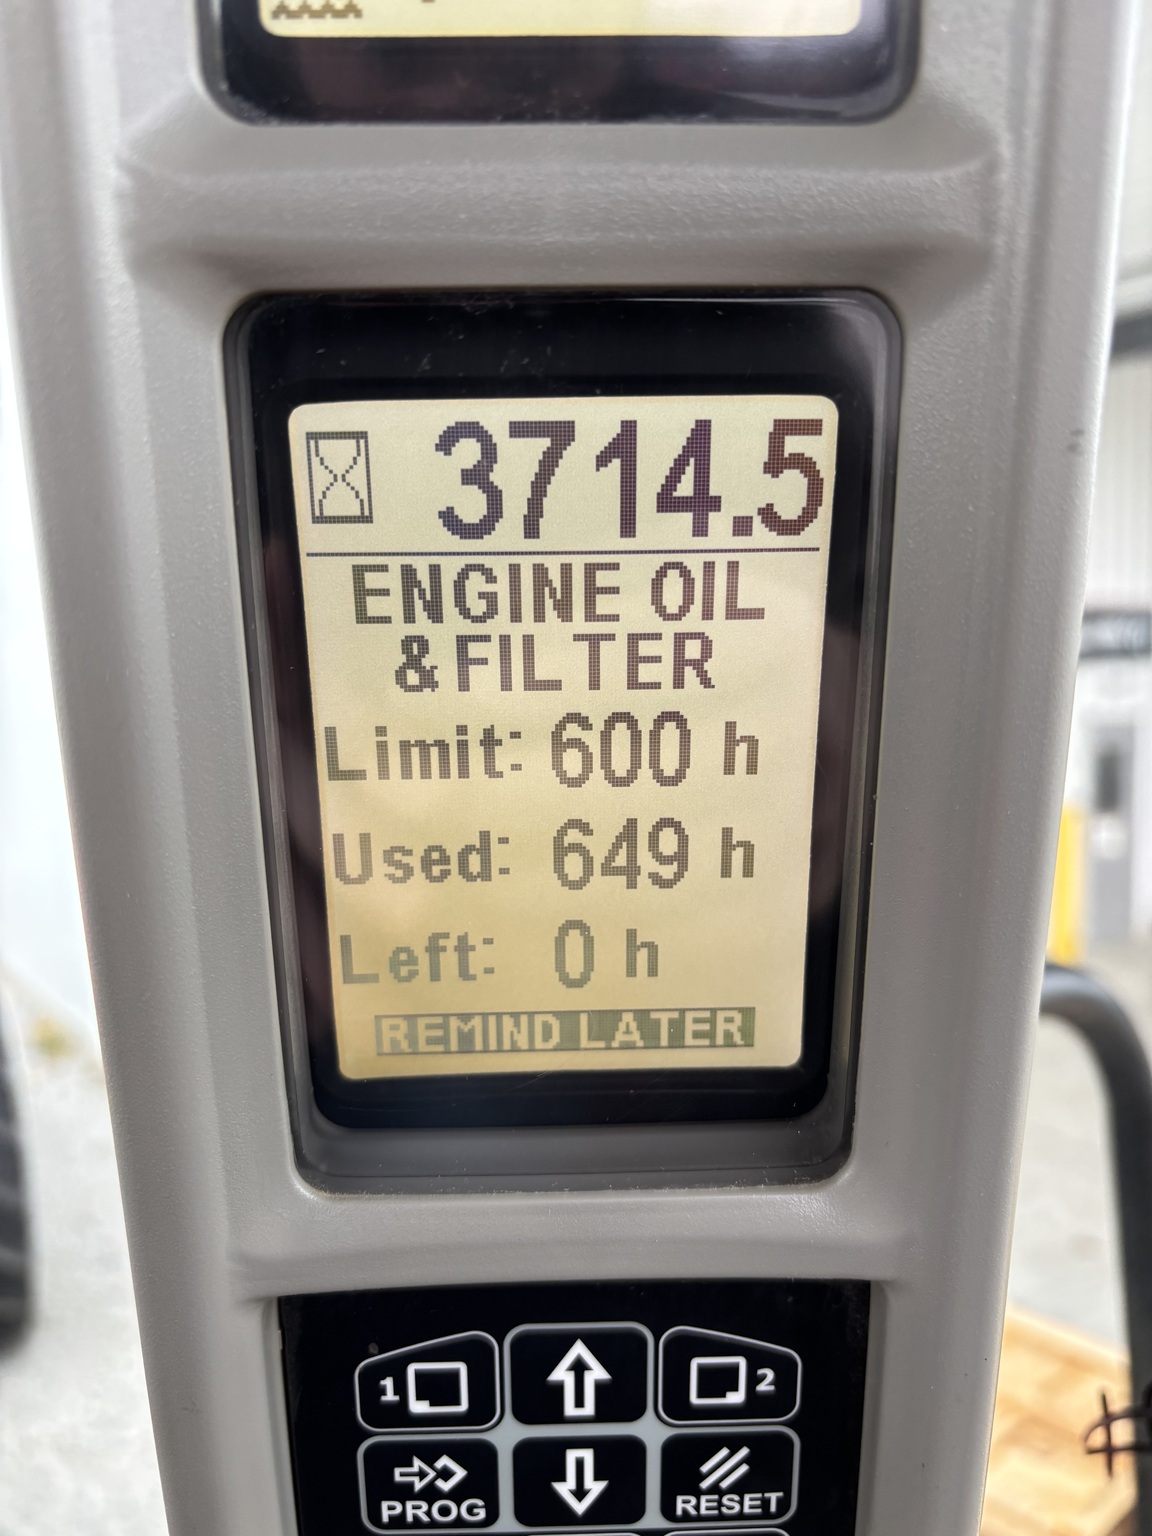 3714.5
ENGINE OIL
& FILTER
Limit: 600 h
Used: 649 h
Left: 0 h
REMIND LATER
1
2
PROG
RESET